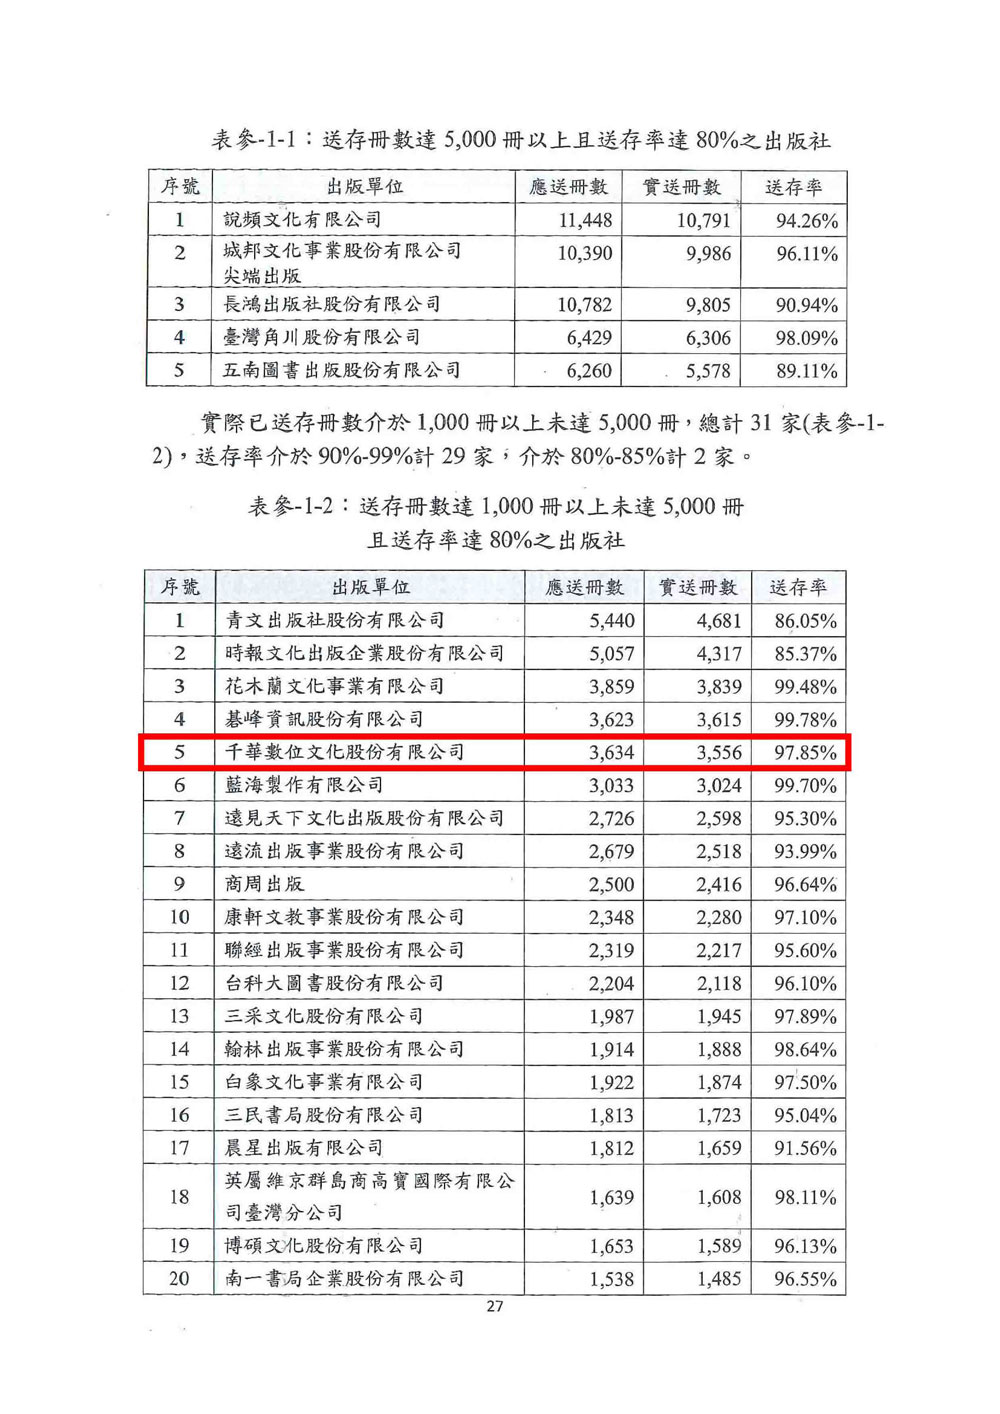 表參-1-1：送存冊數達 5,000 冊以上且送存率達 80%之出版社
序號 出版單位 應送冊數 實送冊數 送存率
1 說頻文化有限公司 11,448 10,791 94.26%
2 城邦文化事業股份有限公司 10,390 9,986 96.11%
尖端出版
3 長鴻出版社股份有限公司 10,782 9,805 90.94%
4 臺灣角川股份有限公司 6,429 6,306 98.09%
5 五南圖書出版股份有限公司 6,260 5,578 89.11%
實際已送存冊數介於 1,000 冊以上未達 5,000 冊，總計 31 家(表參-1-
2)，送存率介於 90%-99%計 29 家，介於 80%-85%計 2 家。
表參-1-2：送存冊數達 1,000 冊以上未達 5,000 冊
且送存率達 80%之出版社
序號 出版單位 應送冊數 實送冊數 送存率
1 青文出版社股份有限公司 5,440 4,681 86.05%
2 時報文化出版企業股份有限公司 5,057 4,317 85.37%
3 花木蘭文化事業有限公司 3,859 3,839 99.48%
4 碁峰資訊股份有限公司 3,623 3,615 99.78%
5 千華數位文化股份有限公司 3,634 3,556 97.85%
6 藍海製作有限公司 3,033 3,024 99.70%
7 遠見天下文化出版股份有限公司 2,726 2,598 95.30%
8 遠流出版事業股份有限公司 2,679 2,518 93.99%
9 商周出版 2,500 2,416 96.64%
10 康軒文教事業股份有限公司 2,348 2,280 97.10%
11 聯經出版事業股份有限公司 2,319 2,217 95.60%
12 台科大圖書股份有限公司 2,204 2,118 96.10%
13 三采文化股份有限公司 1,987 1,945 97.89%
14 翰林出版事業股份有限公司 1,914 1,888 98.64%
15 白象文化事業有限公司 1,922 1,874 97.50%
16 三民書局股份有限公司 1,813 1,723 95.04%
17 晨星出版有限公司 1,812 1,659 91.56%
18 英屬維京群島商高寶國際有限公 1,639 1,608 98.11%
司臺灣分公司
19 博碩文化股份有限公司 1,653 1,589 96.13%
20 南一書局企業股份有限公司 1,538 1,485 96.55%
27